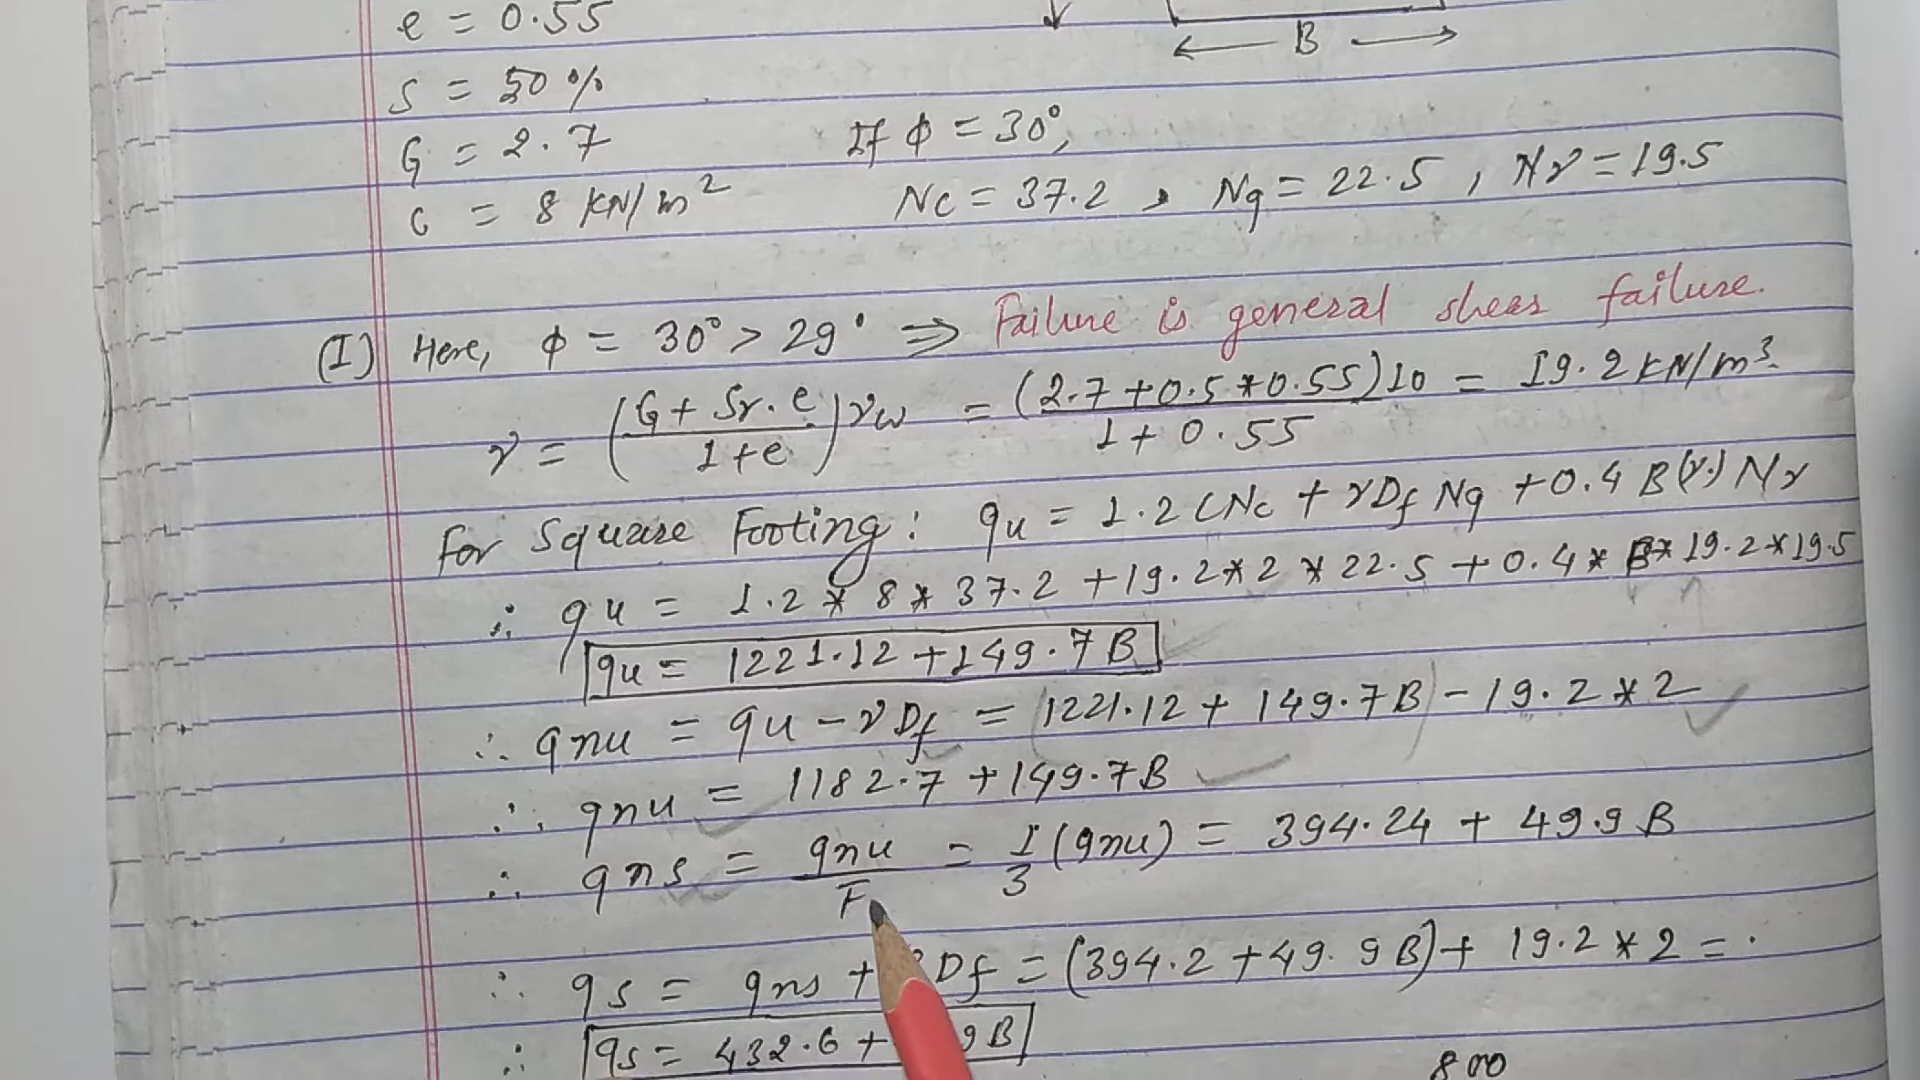 e = 0.55
B
S = 50 %
G = 2.7
If ϕ = 30°,
c = 8 KN/m²
Nc = 37.2 , Nq = 22.5 , Nγ = 19.5
(I) Here, ϕ = 30° > 29° ⇒ Failure is general shear failure.
γ = (G + Sr.e / 1+e) γw = (2.7 + 0.5 * 0.55)10 / 1 + 0.55 = 19.2 KN/m³.
For Square Footing : qu = 1.2 CNc + γDf Nq + 0.4 B(γ.) Nγ
∴ qu = 1.2 * 8 * 37.2 + 19.2 * 2 * 22.5 + 0.4 * B * 19.2 * 19.5
qu = 1221.12 + 149.7 B
∴ qnu = qu - γDf = (1221.12 + 149.7B) - 19.2 * 2
∴ qnu = 1182.7 + 149.7B
∴ qns = qnu / F = 1/3 (qnu) = 394.24 + 49.9 B
∴ qs = qns + Df = (394.2 + 49.9B) + 19.2 * 2 = .
∴ qs = 432.6 + 9B
800